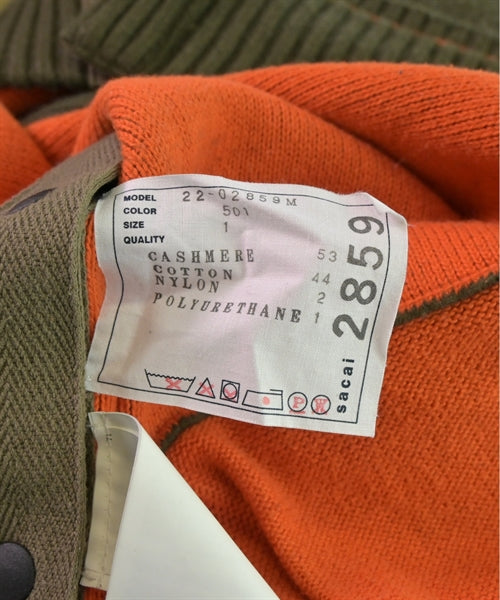 MODEL 22-02859M
COLOR 501
SIZE 1
QUALITY
CASHMERE 53
COTTON 44
NYLON 2
POLYURETHANE 1
P W
sacai 2859